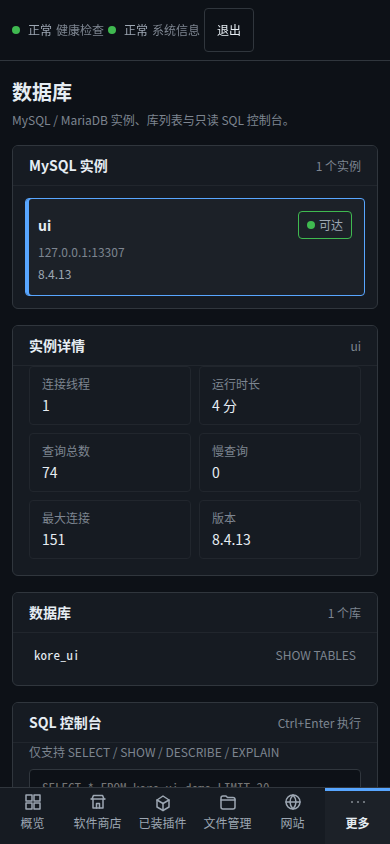 正常 健康检查 正常 系统信息 退出
数据库
MySQL / MariaDB 实例、库列表与只读 SQL 控制台。
MySQL 实例 1 个实例
ui 可达
127.0.0.1:13307
8.4.13
实例详情 ui
连接线程 运行时长
1 4 分
查询总数 慢查询
74 0
最大连接 版本
151 8.4.13
数据库 1 个库
kore_ui SHOW TABLES
SQL 控制台 Ctrl+Enter 执行
仅支持 SELECT / SHOW / DESCRIBE / EXPLAIN
SELECT * FROM kore_ui.demo LIMIT 20
概览 软件商店 已装插件 文件管理 网站 更多